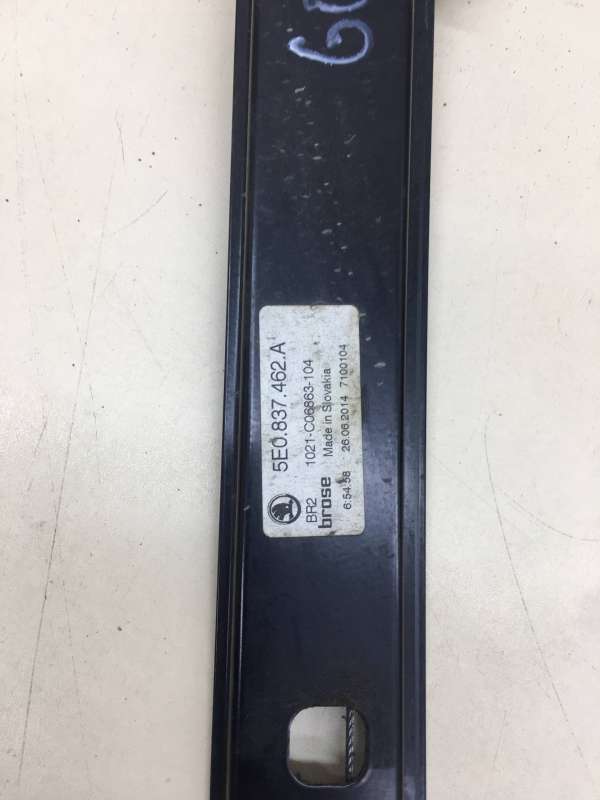 5E0.837.462.A
BR2 1021-C06863-104
brose Made in Slovakia
6:54:58 26.06.2014 7100104